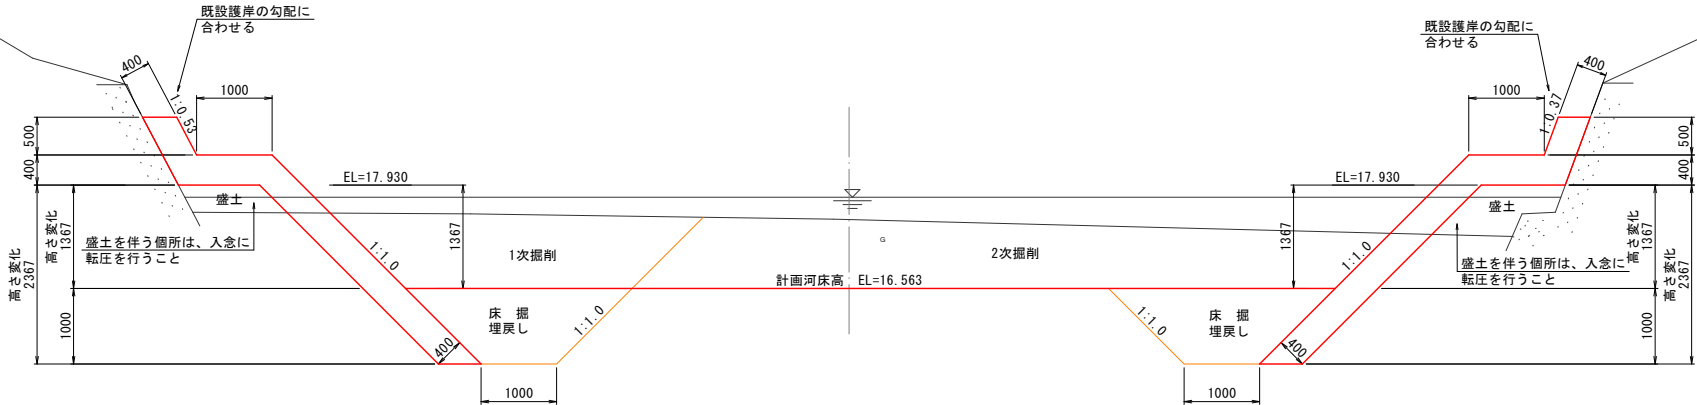 既設護岸の勾配に
合わせる
400
1:0.53
1000
500
400
EL=17.930
盛土
盛土を伴う個所は、入念に
転圧を行うこと
高さ変化
2367
高さ変化
1367
1000
1:1.0
1367
1次掘削
床 掘
埋戻し
1:1.0
400
1000
G
2次掘削
計画河床高 EL=16.563
既設護岸の勾配に
合わせる
400
1:0.37
1000
500
400
EL=17.930
盛土
盛土を伴う個所は、入念に
転圧を行うこと
1367
1:1.0
高さ変化
1367
高さ変化
2367
1000
床 掘
埋戻し
1:1.0
400
1000